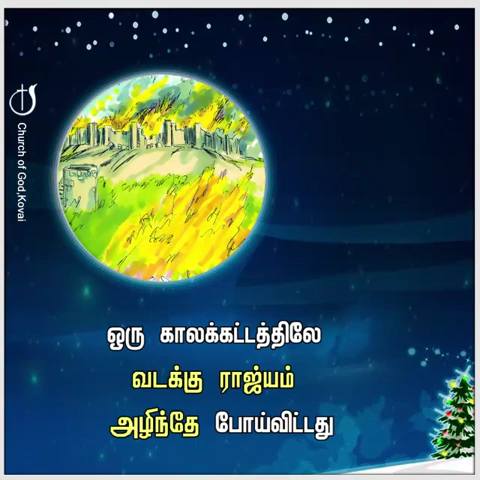 Church of God,Kovai
ஒரு காலக்கட்டத்திலே
வடக்கு ராஜ்யம்
அழிந்தே போய்விட்டது